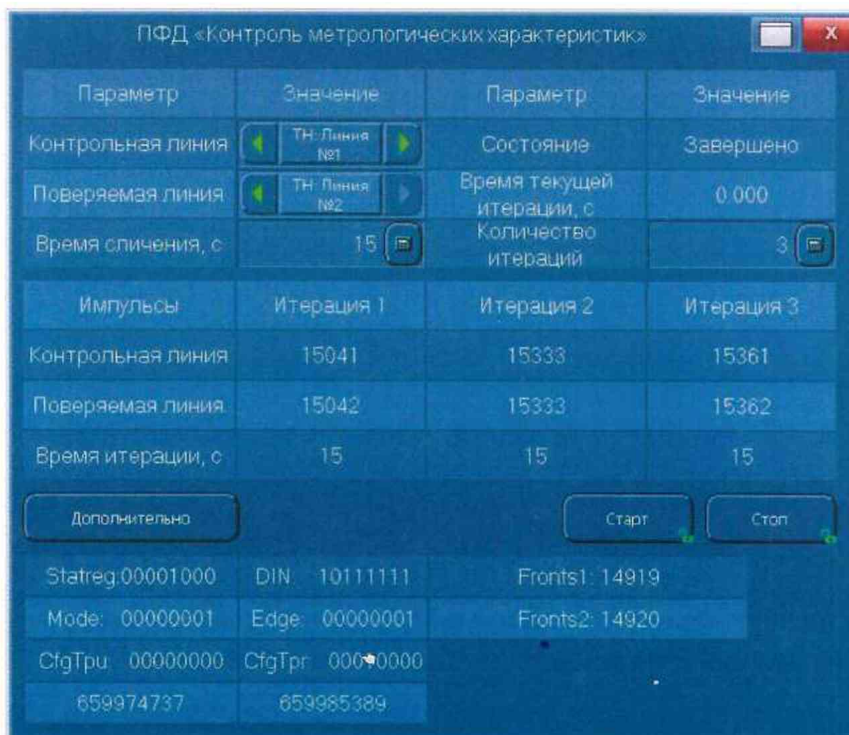 ПФД «Контроль метрологических характеристик»
X
Параметр Значение Параметр Значение
Контрольная линия ТН: Линия №1 Состояние Завершено
Поверяемая линия ТН: Линия №2 Время текущей итерации, с 0.000
Время сличения, с 15 Количество итераций 3
Импульсы Итерация 1 Итерация 2 Итерация 3
Контрольная линия 15041 15333 15361
Поверяемая линия 15042 15333 15362
Время итерации, с 15 15 15
Дополнительно Старт Стоп
Statreg:00001000 DIN: 10111111 Fronts1: 14919
Mode: 00000001 Edge: 00000001 Fronts2: 14920
CfgTpu: 00000000 CfgTpr: 00000000
659974737 659985389